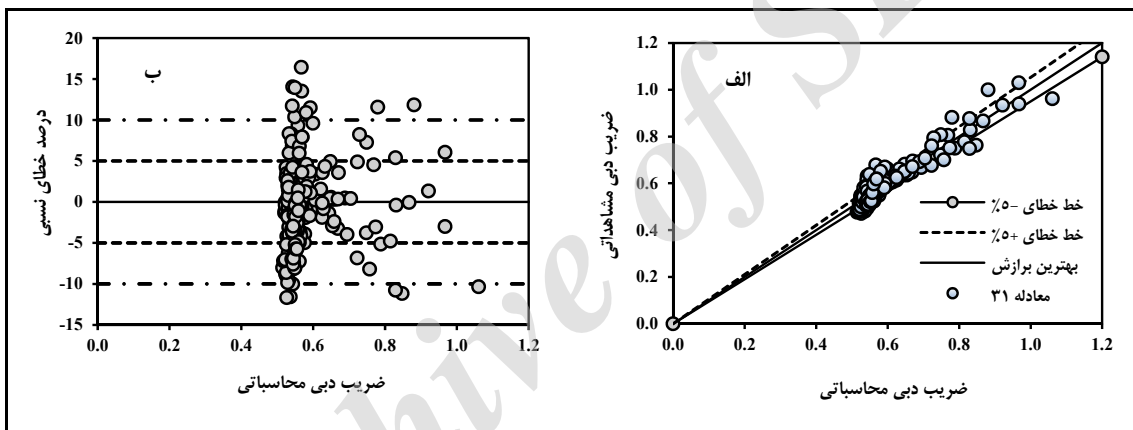 الف
ضریب دبی مشاهداتی
1.2
1.0
0.8
0.6
0.4
0.2
0.0
0.0 0.2 0.4 0.6 0.8 1.0 1.2
ضریب دبی محاسباتی
خط خطای -۵٪
خط خطای +۵٪
بهترین برازش
معادله ۳۱
ب
درصد خطای نسبی
20
15
10
5
0
-5
-10
-15
0.0 0.2 0.4 0.6 0.8 1.0 1.2
ضریب دبی محاسباتی
hive of S